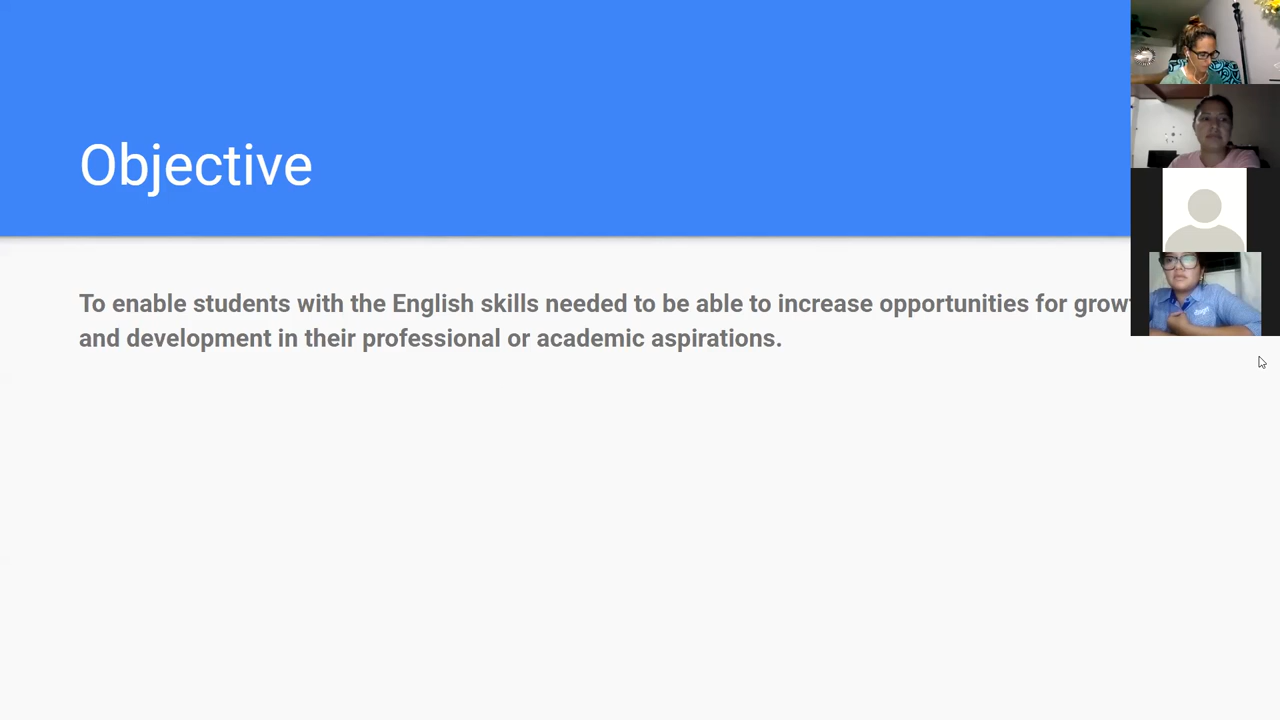 Objective
To enable students with the English skills needed to be able to increase opportunities for
and development in their professional or academic aspirations.